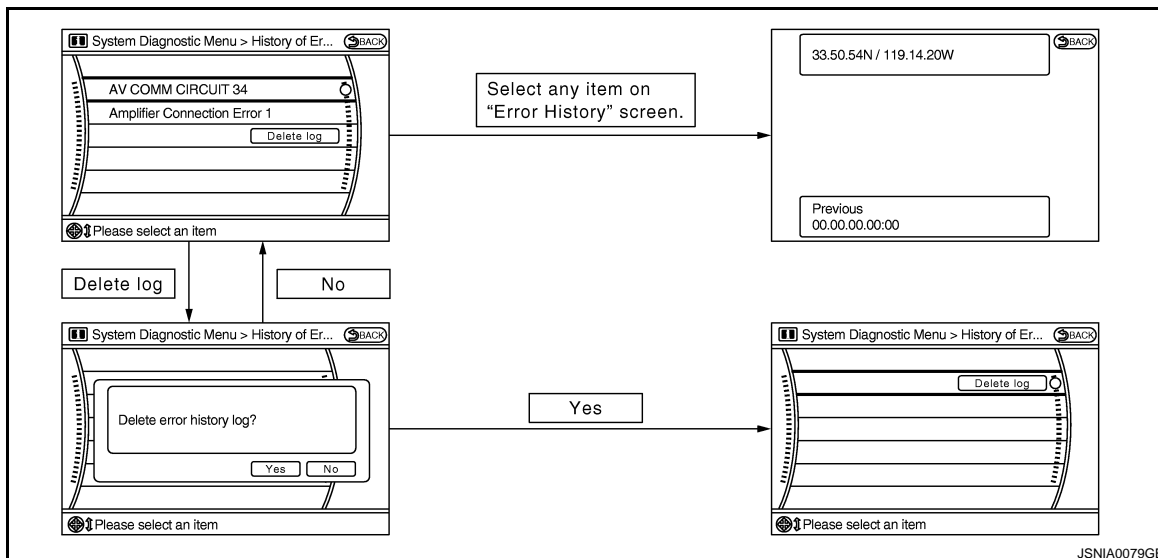 System Diagnostic Menu > History of Er...
BACK
AV COMM CIRCUIT 34
Amplifier Connection Error 1
Delete log
Please select an item
Select any item on
“Error History” screen.
BACK
33.50.54N / 119.14.20W
Previous
00.00.00.00:00
Delete log
No
System Diagnostic Menu > History of Er...
BACK
Delete error history log?
Yes
No
Please select an item
Yes
System Diagnostic Menu > History of Er...
BACK
Delete log
Please select an item